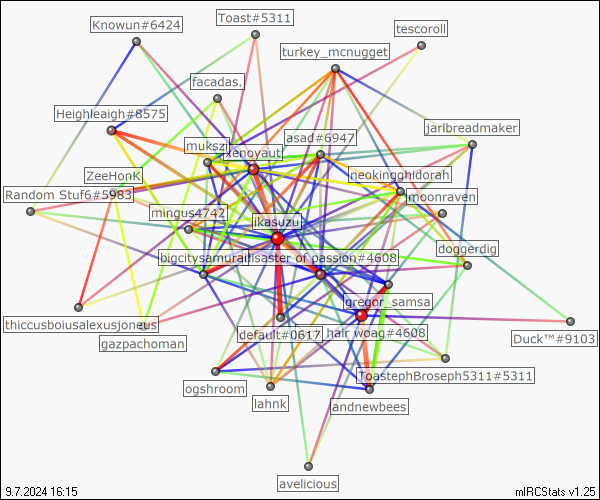 Toast#5311
Knowun#6424
tescoroll
turkey_mcnugget
facadas.
Heighleaigh#8575
jarlbreadmaker
asad#6947
mukszi
xenoyaut
ZeeHonK
neokingghidorah
Random Stuf6#5983
moonraven
mingus4742
ikasuzu
doggerdig
bigcitysamurai
disaster of passion#4608
gregor_samsa
thiccusboiusalexusjoneus
default#0617
hair woag#4608
Duck™#9103
gazpachoman
ToastephBroseph5311#5311
ogshroom
lahnk
andnewbees
avelicious
9.7.2024 16:15
mIRCStats v1.25